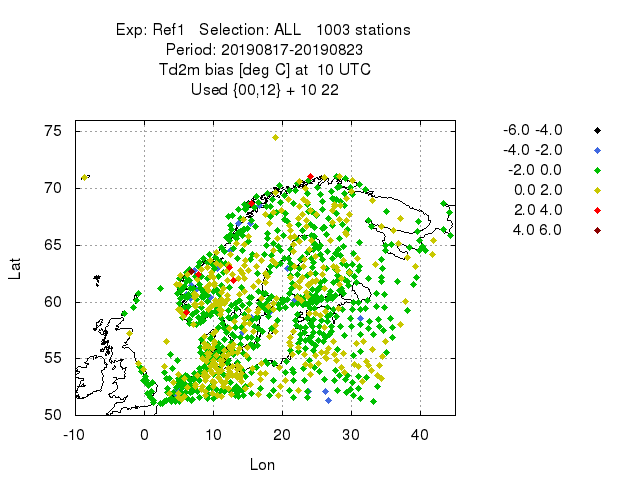 Exp: Ref1 Selection: ALL 1003 stations
Period: 20190817-20190823
Td2m bias [deg C] at 10 UTC
Used {00,12} + 10 22
-6.0 -4.0
-4.0 -2.0
-2.0 0.0
0.0 2.0
2.0 4.0
4.0 6.0
75
70
65
60
55
50
Lat
-10 0 10 20 30 40
Lon